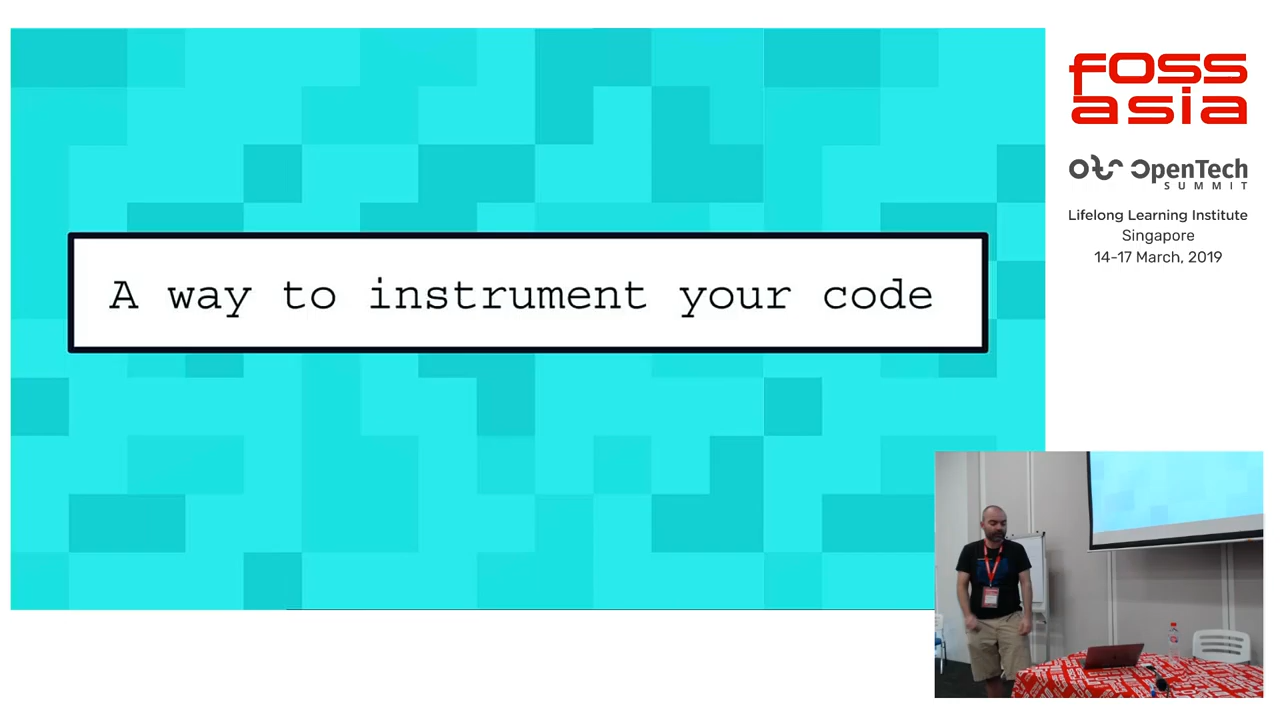 A way to instrument your code
FOSS
asia
OpenTech
SUMMIT
Lifelong Learning Institute
Singapore
14-17 March, 2019